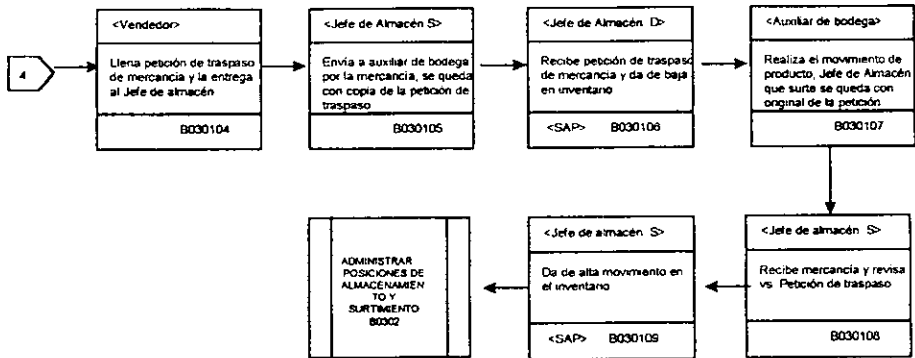 4
<Vendedor>
Llena petición de traspaso
de mercancia y la entrega
al Jefe de almacén
B030104
<Jefe de Almacén S>
Envía a auxiliar de bodega
por la mercancia, se queda
con copia de la petición de
traspaso
B030105
<Jefe de Almacén D>
Recibe petición de traspaso
de mercancia y da de baja
en inventario
<SAP> B030106
<Auxiliar de bodega>
Realiza el movimiento de
producto, Jefe de Almacén
que surte se queda con
original de la petición
B030107
<Jefe de almacén S>
Recibe mercancia y revisa
vs. Petición de traspaso
B030108
<Jefe de almacén S>
Da de alta movimiento en
el inventario
<SAP> B030109
ADMINISTRAR
POSICIONES DE
ALMACENAMIEN
TO Y
SURTIMIENTO
B0302